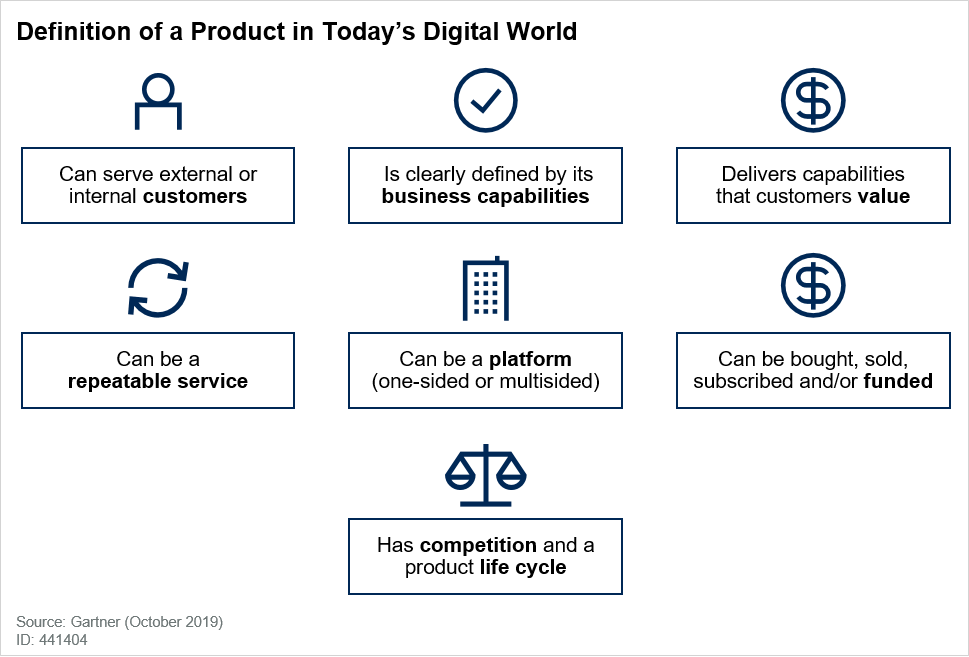 Definition of a Product in Today’s Digital World
Can serve external or
internal customers
Is clearly defined by its
business capabilities
Delivers capabilities
that customers value
Can be a
repeatable service
Can be a platform
(one-sided or multisided)
Can be bought, sold,
subscribed and/or funded
Has competition and a
product life cycle
Source: Gartner (October 2019)
ID: 441404